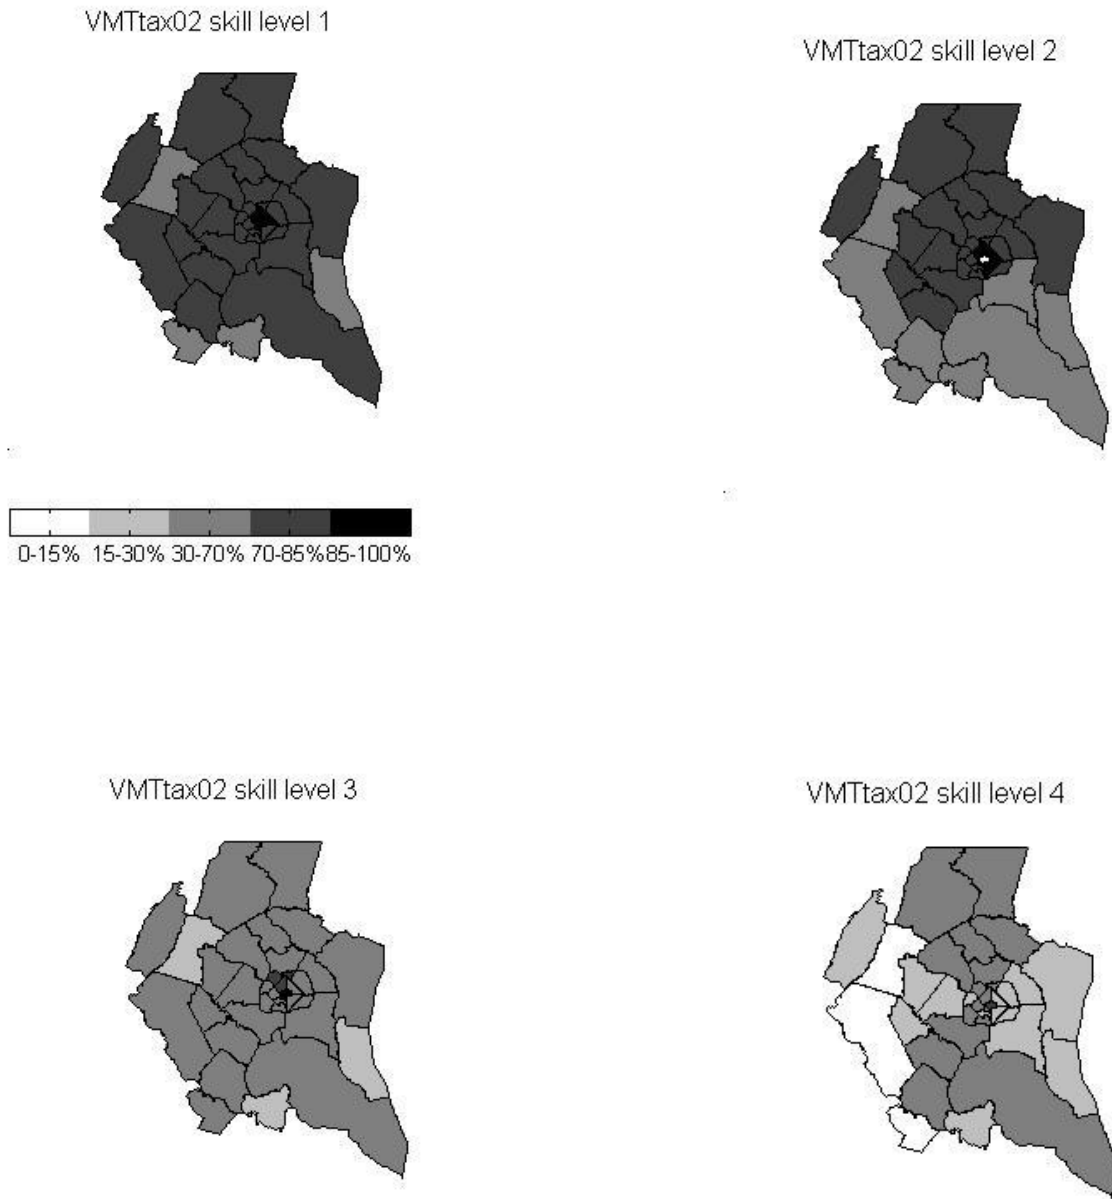 VMTtax02 skill level 1
VMTtax02 skill level 2
0-15% 15-30% 30-70% 70-85%85-100%
VMTtax02 skill level 3
VMTtax02 skill level 4